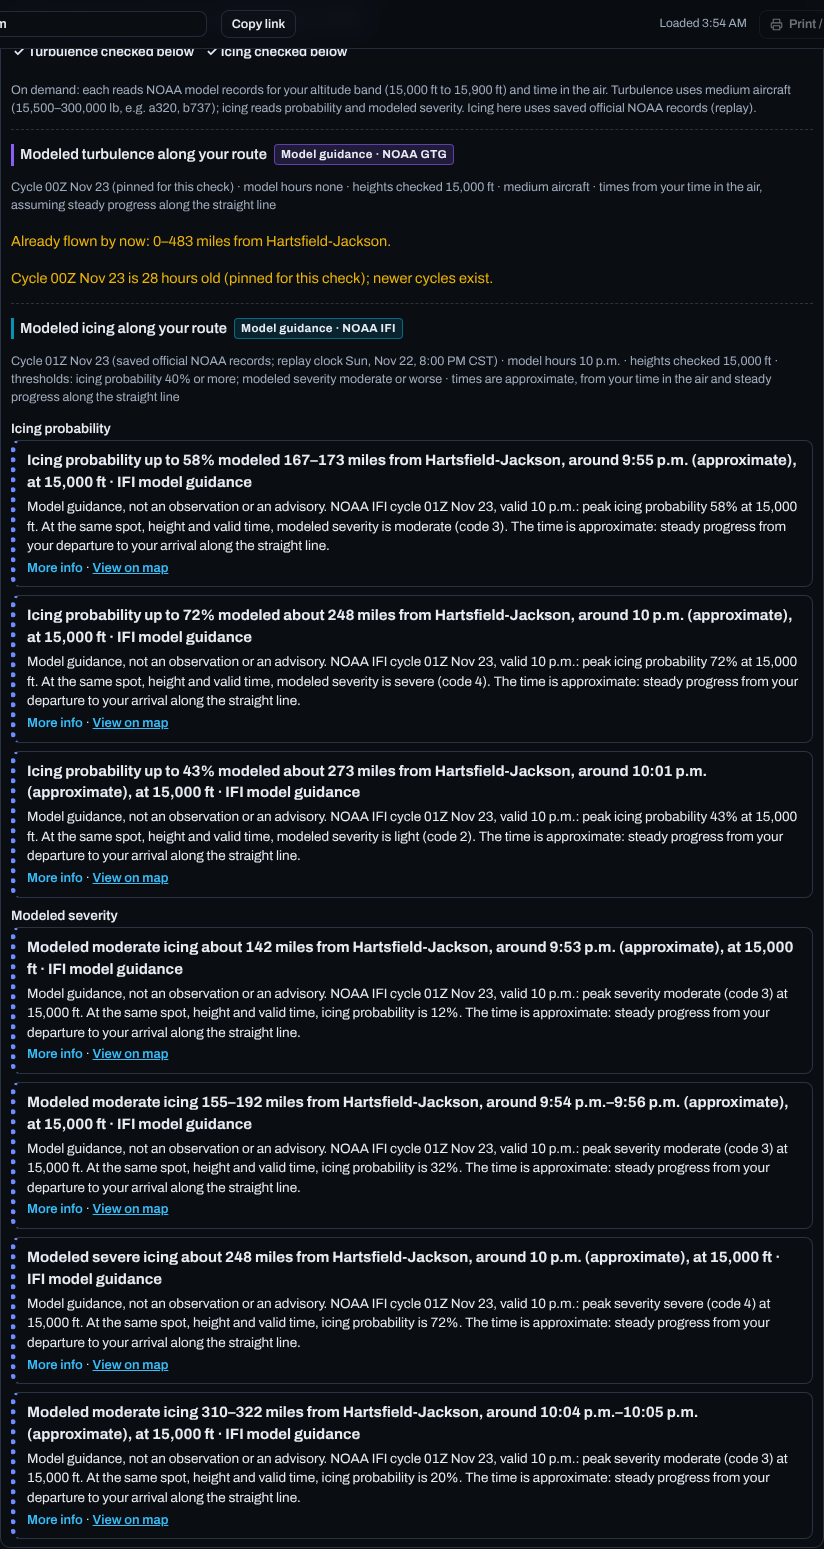 m
Copy link
Loaded 3:54 AM
Print /
✓ Turbulence checked below ✓ Icing checked below
On demand: each reads NOAA model records for your altitude band (15,000 ft to 15,900 ft) and time in the air. Turbulence uses medium aircraft
(15,500–300,000 lb, e.g. a320, b737); icing reads probability and modeled severity. Icing here uses saved official NOAA records (replay).
Modeled turbulence along your route Model guidance · NOAA GTG
Cycle 00Z Nov 23 (pinned for this check) · model hours none · heights checked 15,000 ft · medium aircraft · times from your time in the air,
assuming steady progress along the straight line
Already flown by now: 0–483 miles from Hartsfield-Jackson.
Cycle 00Z Nov 23 is 28 hours old (pinned for this check); newer cycles exist.
Modeled icing along your route Model guidance · NOAA IFI
Cycle 01Z Nov 23 (saved official NOAA records; replay clock Sun, Nov 22, 8:00 PM CST) · model hours 10 p.m. · heights checked 15,000 ft ·
thresholds: icing probability 40% or more; modeled severity moderate or worse · times are approximate, from your time in the air and steady
progress along the straight line
Icing probability
Icing probability up to 58% modeled 167–173 miles from Hartsfield-Jackson, around 9:55 p.m. (approximate),
at 15,000 ft · IFI model guidance
Model guidance, not an observation or an advisory. NOAA IFI cycle 01Z Nov 23, valid 10 p.m.: peak icing probability 58% at 15,000
ft. At the same spot, height and valid time, modeled severity is moderate (code 3). The time is approximate: steady progress from
your departure to your arrival along the straight line.
More info · View on map
Icing probability up to 72% modeled about 248 miles from Hartsfield-Jackson, around 10 p.m. (approximate),
at 15,000 ft · IFI model guidance
Model guidance, not an observation or an advisory. NOAA IFI cycle 01Z Nov 23, valid 10 p.m.: peak icing probability 72% at 15,000
ft. At the same spot, height and valid time, modeled severity is severe (code 4). The time is approximate: steady progress from your
departure to your arrival along the straight line.
More info · View on map
Icing probability up to 43% modeled about 273 miles from Hartsfield-Jackson, around 10:01 p.m.
(approximate), at 15,000 ft · IFI model guidance
Model guidance, not an observation or an advisory. NOAA IFI cycle 01Z Nov 23, valid 10 p.m.: peak icing probability 43% at 15,000
ft. At the same spot, height and valid time, modeled severity is light (code 2). The time is approximate: steady progress from your
departure to your arrival along the straight line.
More info · View on map
Modeled severity
Modeled moderate icing about 142 miles from Hartsfield-Jackson, around 9:53 p.m. (approximate), at 15,000
ft · IFI model guidance
Model guidance, not an observation or an advisory. NOAA IFI cycle 01Z Nov 23, valid 10 p.m.: peak severity moderate (code 3) at
15,000 ft. At the same spot, height and valid time, icing probability is 12%. The time is approximate: steady progress from your
departure to your arrival along the straight line.
More info · View on map
Modeled moderate icing 155–192 miles from Hartsfield-Jackson, around 9:54 p.m.–9:56 p.m. (approximate),
at 15,000 ft · IFI model guidance
Model guidance, not an observation or an advisory. NOAA IFI cycle 01Z Nov 23, valid 10 p.m.: peak severity moderate (code 3) at
15,000 ft. At the same spot, height and valid time, icing probability is 32%. The time is approximate: steady progress from your
departure to your arrival along the straight line.
More info · View on map
Modeled severe icing about 248 miles from Hartsfield-Jackson, around 10 p.m. (approximate), at 15,000 ft ·
IFI model guidance
Model guidance, not an observation or an advisory. NOAA IFI cycle 01Z Nov 23, valid 10 p.m.: peak severity severe (code 4) at
15,000 ft. At the same spot, height and valid time, icing probability is 72%. The time is approximate: steady progress from your
departure to your arrival along the straight line.
More info · View on map
Modeled moderate icing 310–322 miles from Hartsfield-Jackson, around 10:04 p.m.–10:05 p.m.
(approximate), at 15,000 ft · IFI model guidance
Model guidance, not an observation or an advisory. NOAA IFI cycle 01Z Nov 23, valid 10 p.m.: peak severity moderate (code 3) at
15,000 ft. At the same spot, height and valid time, icing probability is 20%. The time is approximate: steady progress from your
departure to your arrival along the straight line.
More info · View on map